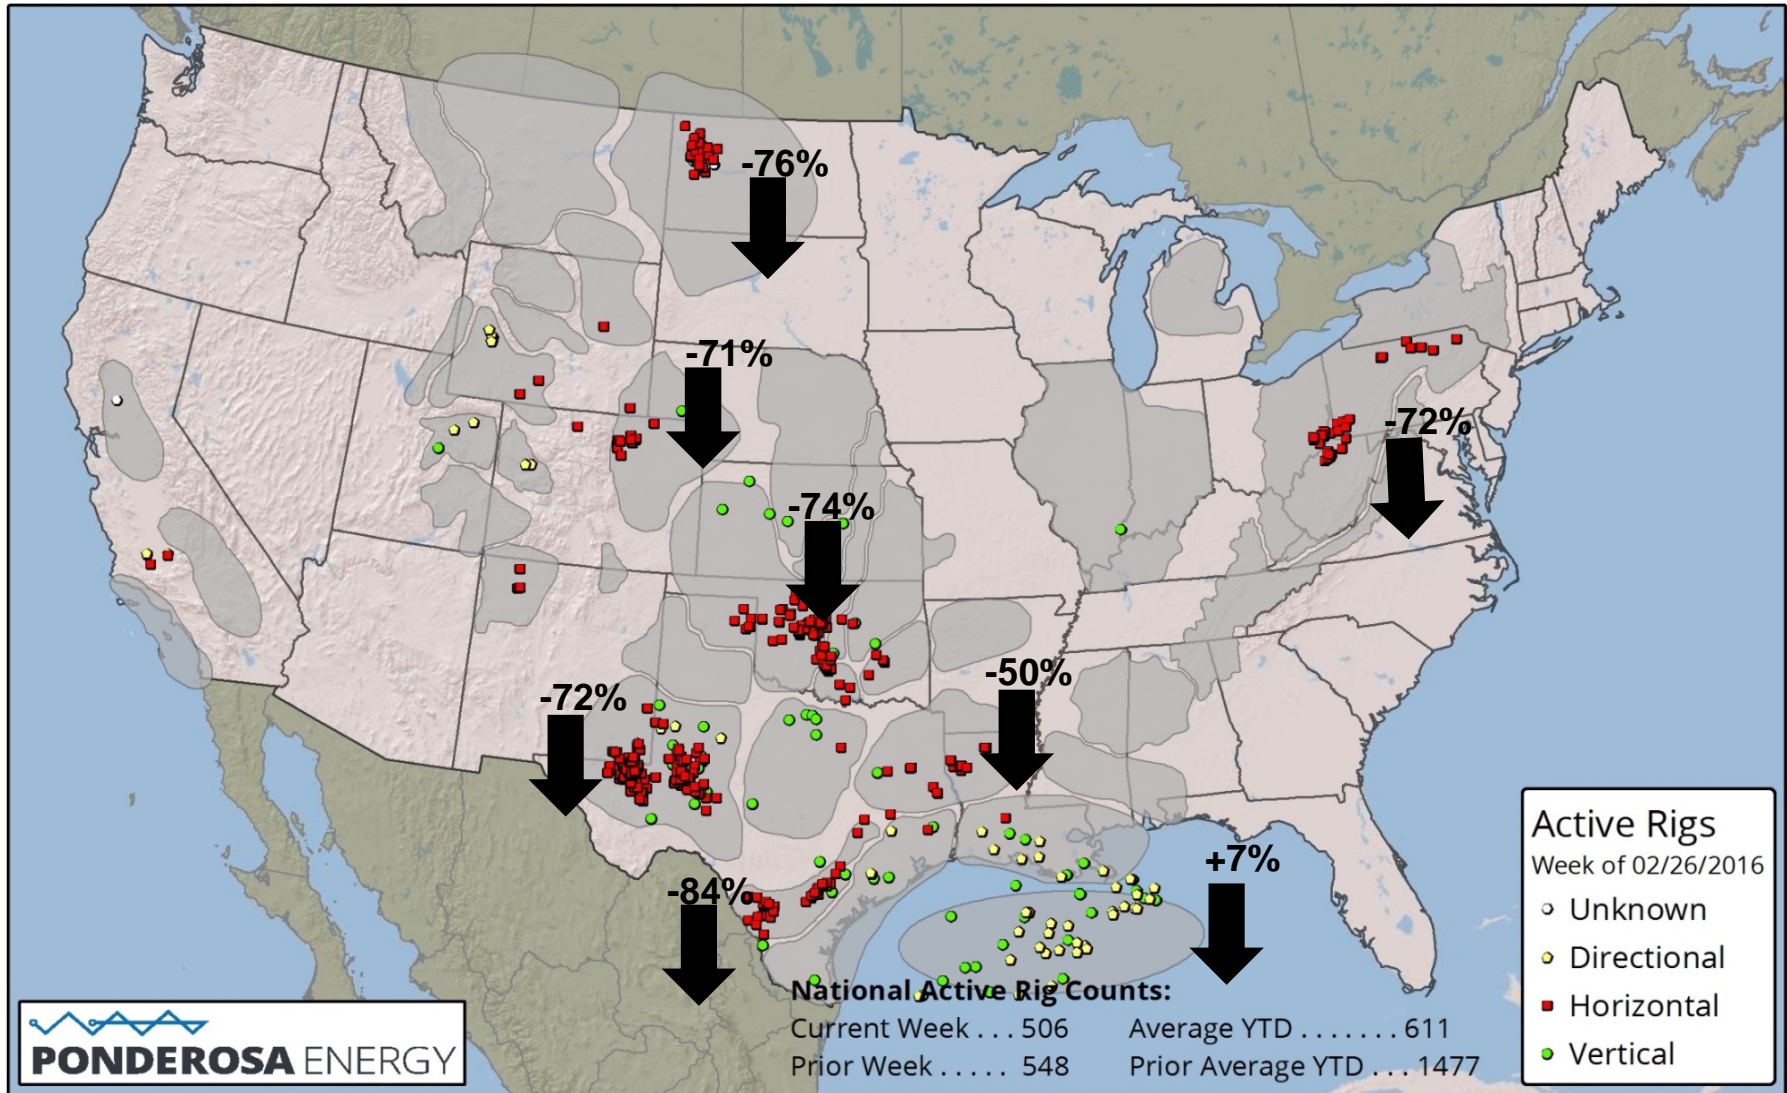 -76%
-71%
-72%
-74%
-50%
-72%
+7%
-84%
Active Rigs
Week of 02/26/2016
Unknown
Directional
Horizontal
Vertical
National Active Rig Counts:
Current Week . . . 506 Average YTD . . . . . . . 611
Prior Week . . . . . 548 Prior Average YTD . . . 1477
PONDEROSA ENERGY